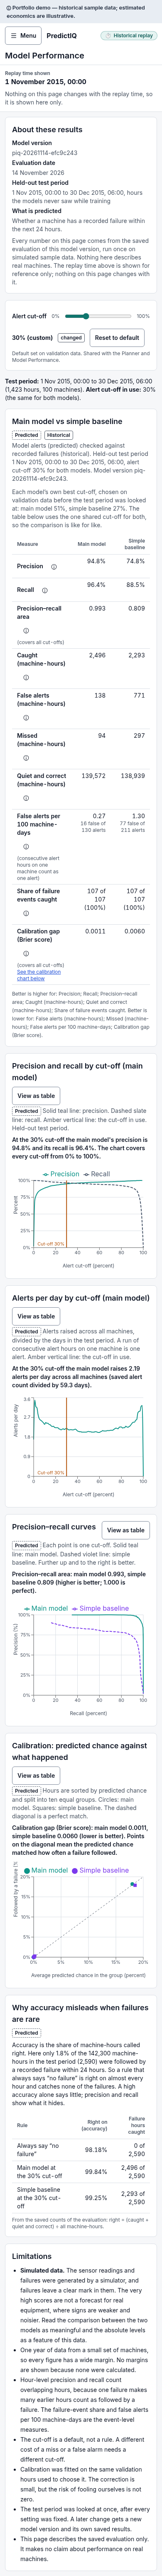 Portfolio demo — historical sample data; estimated
economics are illustrative.
Menu
PredictIQ
Historical replay
Model Performance
Replay time shown
1 November 2015, 00:00
Nothing on this page changes with the replay time, so
it is shown here only.
About these results
Model version
piq-20261114-efc9c243
Evaluation date
14 November 2026
Held-out test period
1 Nov 2015, 00:00 to 30 Dec 2015, 06:00, hours
the models never saw while training
What is predicted
Whether a machine has a recorded failure within
the next 24 hours.
Every number on this page comes from the saved
evaluation of this model version, run once on
simulated sample data. Nothing here describes
real machines. The replay time above is shown for
reference only; nothing on this page changes with
it.
Alert cut-off
0%
100%
30% (custom)
changed
Reset to default
Default set on validation data. Shared with the Planner and
Model Performance.
Test period: 1 Nov 2015, 00:00 to 30 Dec 2015, 06:00
(1,423 hours, 100 machines). Alert cut-off in use: 30%
(the same for both models).
Main model vs simple baseline
Predicted
Historical
Model alerts (predicted) checked against
recorded failures (historical). Held-out test period
1 Nov 2015, 00:00 to 30 Dec 2015, 06:00, alert
cut-off 30% of 100 machines. Model version piq-
20261114-efc9c243.
Each model's own best cut-off, chosen on
validation data before the test period was looked
at: main model 51%, simple baseline 27%. The
table below uses the one shared cut-off for both,
so the comparison is like for like.
Measure
Main model
Simple
baseline
Precision
94.8%
74.8%
Recall
96.4%
88.5%
Precision–recall
area
0.993
0.809
(covers all cut-offs)
Caught
(machine-hours)
2,496
2,293
False alerts
(machine-hours)
138
771
Missed
(machine-hours)
94
297
Quiet and correct
(machine-hours)
139,572
138,939
False alerts per
100 machine-
days
0.27
16 false of
130 alerts
1.30
77 false of
211 alerts
(consecutive alert
hours on one
machine count as
one alert)
Share of failure
events caught
107 of
107
(100%)
107 of
107
(100%)
Calibration gap
(Brier score)
0.0011
0.0060
(covers all cut-offs)
See the calibration
chart below
Better is higher for: Precision; Recall; Precision–recall
area; Caught (machine-hours); Quiet and correct
(machine-hours); Share of failure events caught. Better is
lower for: False alerts (machine-hours); Missed (machine-
hours); False alerts per 100 machine-days; Calibration gap
(Brier score).
Precision and recall by cut-off (main
model)
View as table
Predicted
Solid teal line: precision. Dashed
line: recall. Amber vertical line: the cut-off in use.
Held-out test period.
At the 30% cut-off the main model's precision is
94.8% and its recall is 96.4%. The chart covers
every cut-off from 0% to 100%.
Precision
Recall
Percent
100%
75%
50%
25%
0%
Cut-off 30%
0
20
40
60
80
100
Alert cut-off (percent)
Alerts per day by cut-off (main model)
View as table
Predicted
Alerts raised across all machines,
divided by the days in the test period. A run of
consecutive alert hours on one machine is one
alert. Amber vertical line: the cut-off in use.
At the 30% cut-off the main model raises 2.19
alerts per day across all machines (saved alert
count divided by 59.3 days).
Alerts per day
3.6
2.7
1.8
0.9
0
Cut-off 30%
0
20
40
60
80
100
Alert cut-off (percent)
Precision–recall curves
View as table
Predicted
Each point is one cut-off. Solid teal
line: main model. Dashed violet line: simple
baseline. Further up and to the right is better.
Precision–recall area: main model 0.993, simple
baseline 0.809 (higher is better; 1.000 is
perfect).
Main model
Simple baseline
Precision (%)
100%
75%
50%
25%
0%
0
20
40
60
80
100
Recall (percent)
Calibration: predicted chance against
what happened
View as table
Predicted
Hours are sorted by predicted chance
and split into ten equal groups. Circles: main
model. Squares: simple baseline. The dashed
diagonal is a perfect match.
Calibration gap (Brier score): main model 0.0011,
simple baseline 0.0060 (lower is better). Points
on the diagonal mean the predicted chance
matched how often a failure followed.
Main model
Simple baseline
20%
15%
10%
5%
0%
0%
5%
10%
15%
20%
Average predicted chance in the group (percent)
Why accuracy misleads when failures
are rare
Predicted
Accuracy is the share of machine-hours called
right. Here only 1.8% of the 142,300 machine-
hours in the test period (2,590) were followed by
a recorded failure within 24 hours. So a rule that
always says “no failure” is right on almost every
hour and catches none of the failures. A high
accuracy alone says little; precision and recall
show what it hides.
Rule
Right on
(accuracy)
Failure
hours
caught
Always say “no
failure”
98.18%
0 of
2,590
Main model at
the 30% cut-off
99.84%
2,496 of
2,590
Simple baseline
at the 30% cut-
off
99.25%
2,293 of
2,590
From the saved counts of the evaluation: right = (caught +
quiet and correct) ÷ all machine-hours.
Limitations
Simulated data. The sensor readings and
failures were generated by a simulator, and
failures leave a clear mark in them. The very
high scores are not a forecast for real
equipment, where signs are weaker and
noisier. Read the comparison between the two
models as meaningful and the absolute levels
as a feature of this data.
One year of data from a small set of machines,
so every figure has a wide margin. No margins
are shown because none were calculated.
Hour-level precision and recall count
overlapping hours, because one failure makes
many earlier hours count as followed by a
failure. The failure-event share and false alerts
per 100 machine-days are the event-level
measures.
The cut-off is a default, not a rule. A different
cost of a miss or a false alarm needs a
different cut-off.
Calibration was fitted on the same validation
hours used to choose it. The correction is
small, but the risk of fooling ourselves is not
zero.
The test period was looked at once, after every
setting was fixed. A later change gets a new
model version and its own saved results.
This page describes the saved evaluation only.
It makes no claim about performance on real
machines.